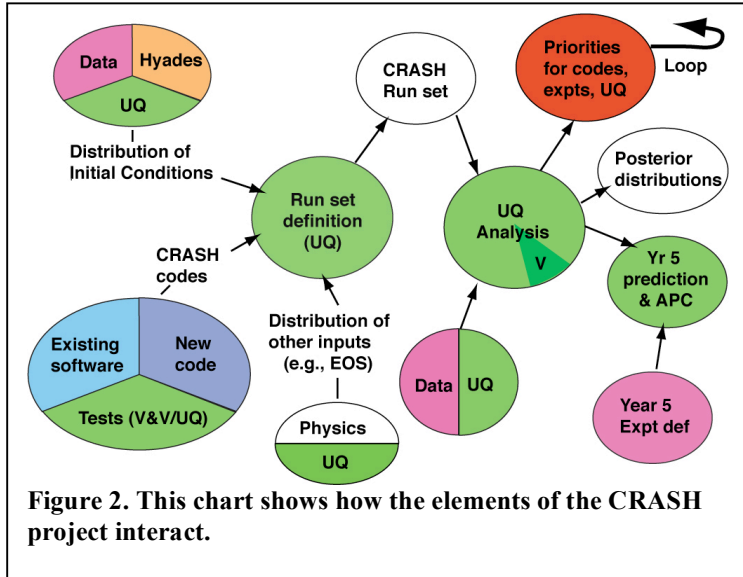 Data
Hyades
UQ
Distribution of
Initial Conditions
CRASH
Run set
Priorities
for codes,
expts, UQ
Loop
Posterior
distributions
Run set
definition
(UQ)
UQ
Analysis
V
Yr 5
prediction
& APC
CRASH
codes
Existing
software
New
code
Tests (V&V/UQ)
Distribution of
other inputs
(e.g., EOS)
Physics
UQ
Data
UQ
Year 5
Expt def
Figure 2. This chart shows how the elements of the CRASH
project interact.